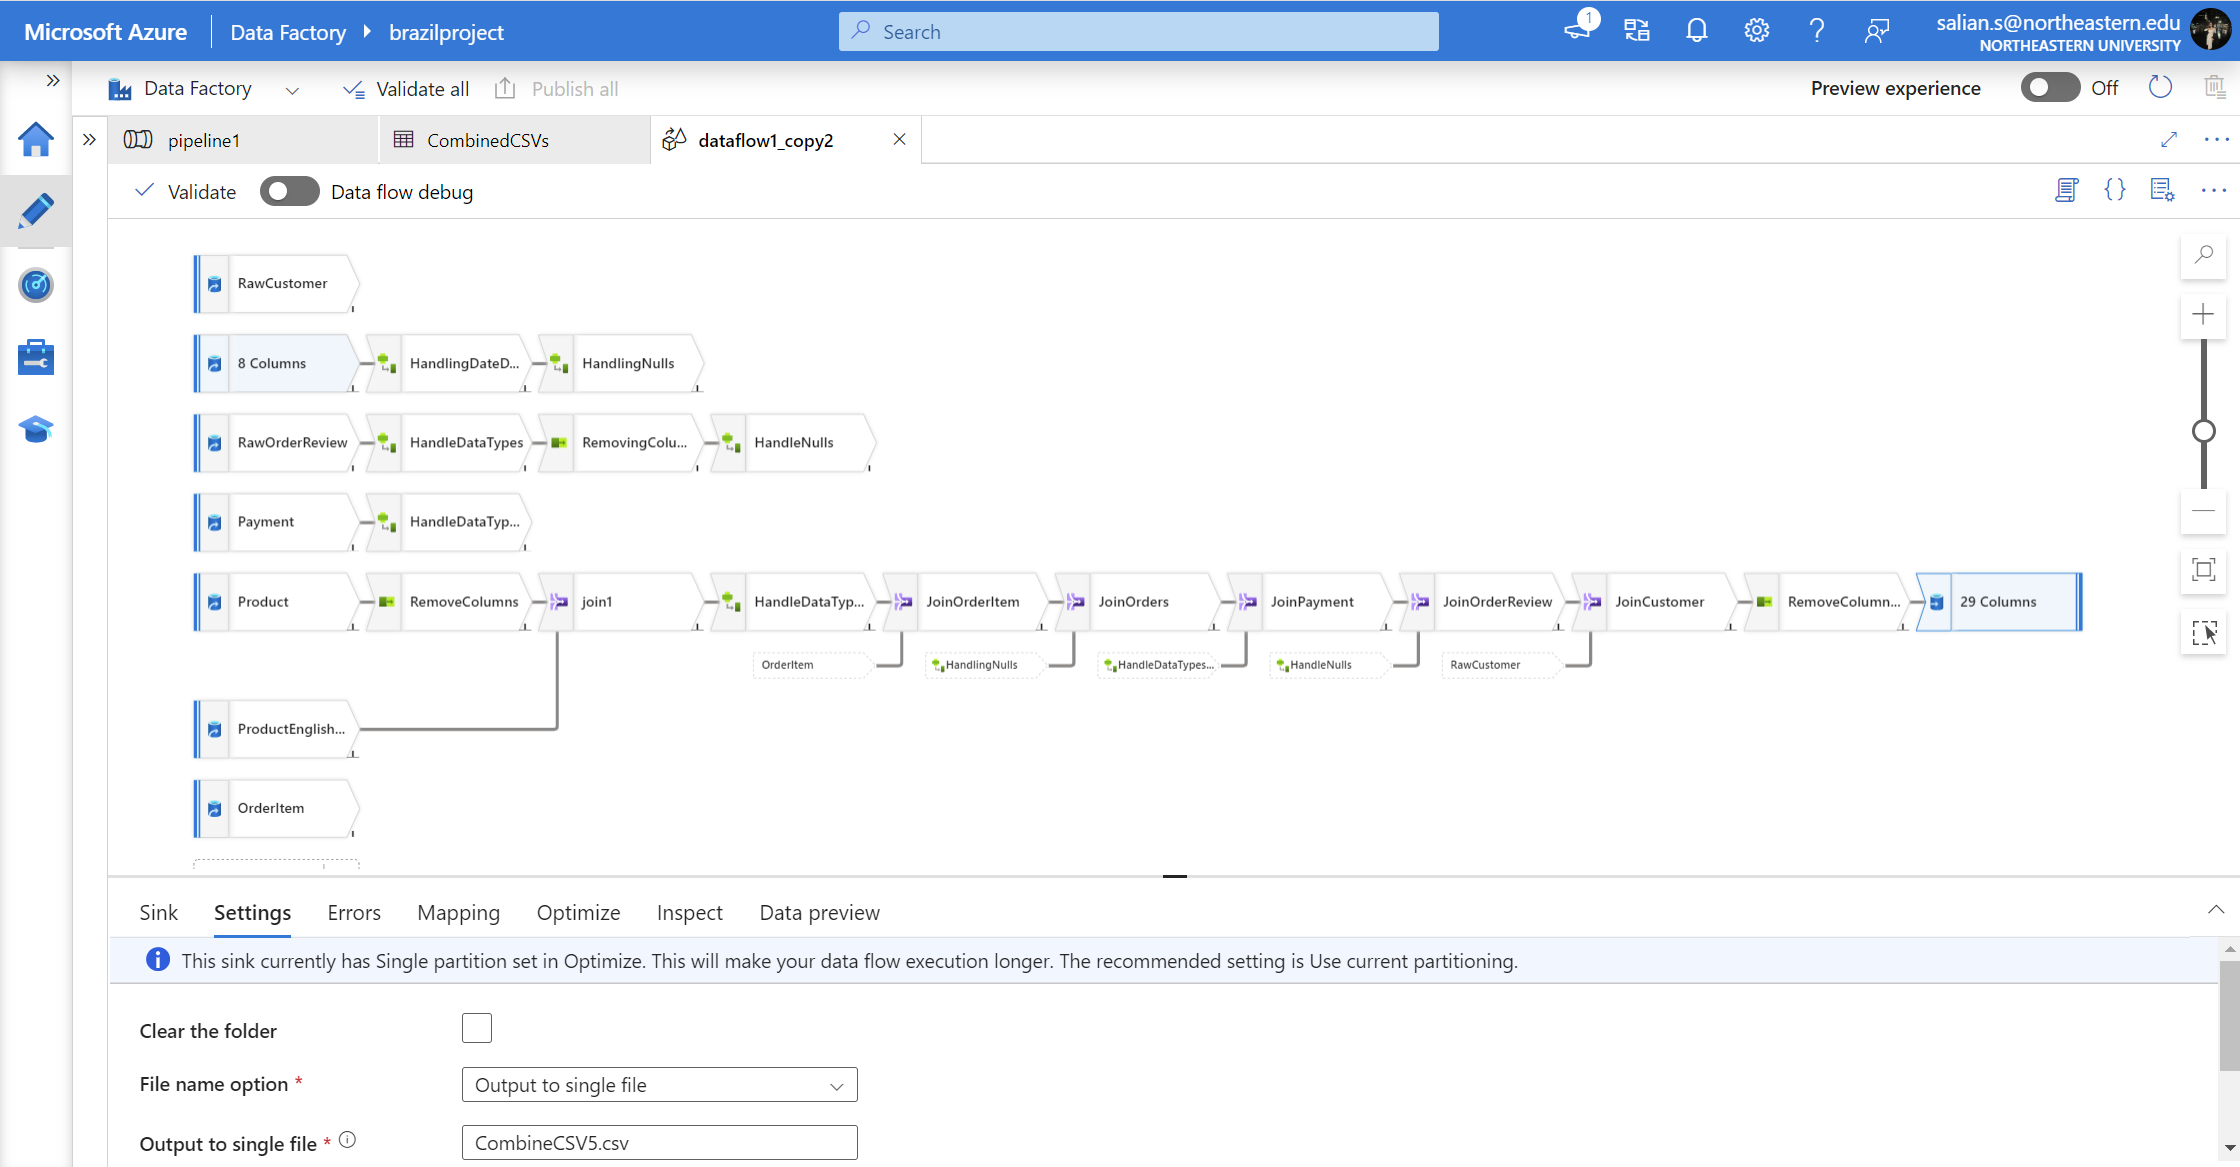 Microsoft Azure Data Factory brazilproject Search 1 salian.s@northeastern.edu
NORTHEASTERN UNIVERSITY
Data Factory Validate all Publish all Preview experience Off
pipeline1 CombinedCSVs dataflow1_copy2
Validate Data flow debug
RawCustomer
8 Columns HandlingDateD... HandlingNulls
RawOrderReview HandleDataTypes RemovingColu... HandleNulls
Payment HandleDataTyp...
Product RemoveColumns join1 HandleDataTyp... JoinOrderItem JoinOrders JoinPayment JoinOrderReview JoinCustomer RemoveColumn... 29 Columns
OrderItem HandlingNulls HandleDataTypes... HandleNulls RawCustomer
ProductEnglish...
OrderItem
Sink Settings Errors Mapping Optimize Inspect Data preview
This sink currently has Single partition set in Optimize. This will make your data flow execution longer. The recommended setting is Use current partitioning.
Clear the folder
File name option * Output to single file
Output to single file * CombineCSV5.csv